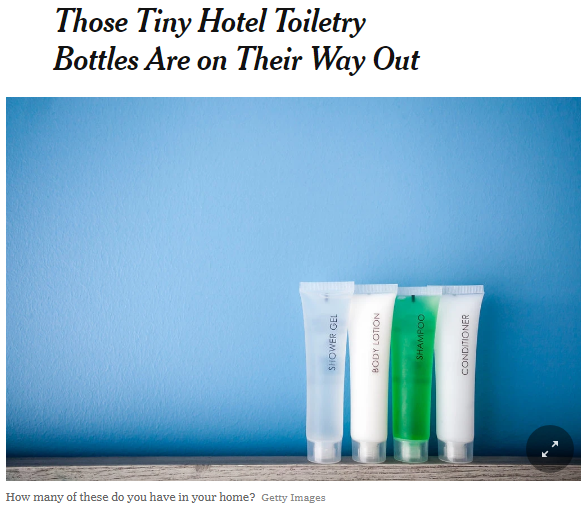 Those Tiny Hotel Toiletry
Bottles Are on Their Way Out
SHOWER GEL
BODY LOTION
SHAMPOO
CONDITIONER
How many of these do you have in your home? Getty Images